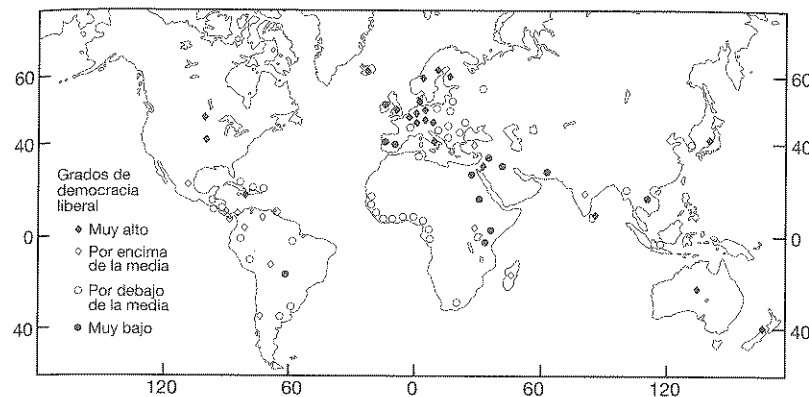 60
40
0
40
60
40
0
40
Grados de
democracia
liberal
Muy alto
Por encima
de la media
Por debajo
de la media
Muy bajo
120
60
0
60
120